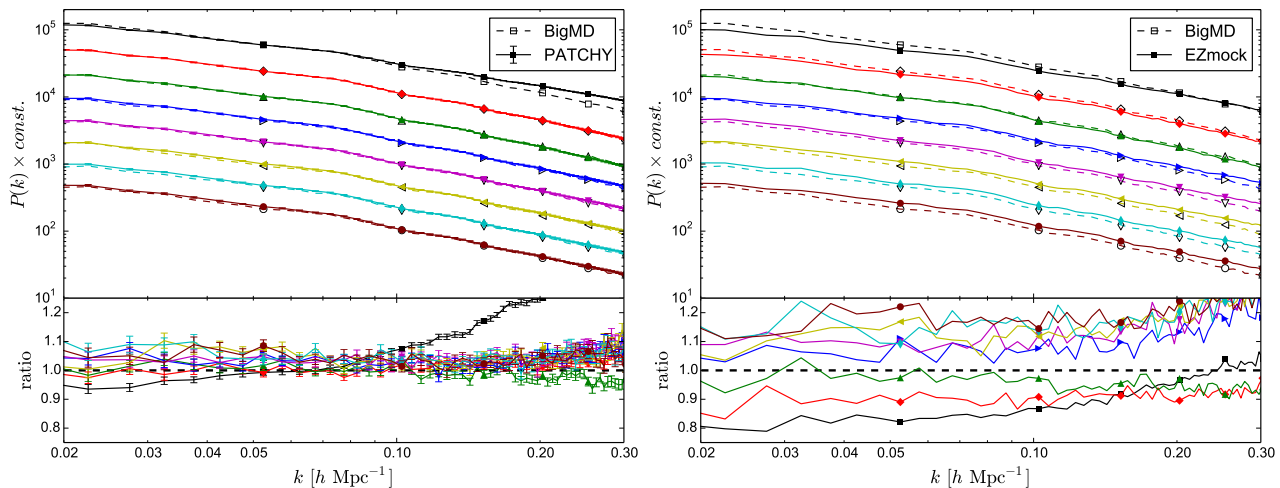 10^5
10^4
10^3
10^2
10^1
P(k) × const.
BigMD
PATCHY
1.2
1.1
1.0
0.9
0.8
ratio
0.02 0.03 0.04 0.05 0.10 0.20 0.30
k [h Mpc^{-1}]
10^5
10^4
10^3
10^2
10^1
P(k) × const.
BigMD
EZmock
1.2
1.1
1.0
0.9
0.8
ratio
0.02 0.03 0.04 0.05 0.10 0.20 0.30
k [h Mpc^{-1}]